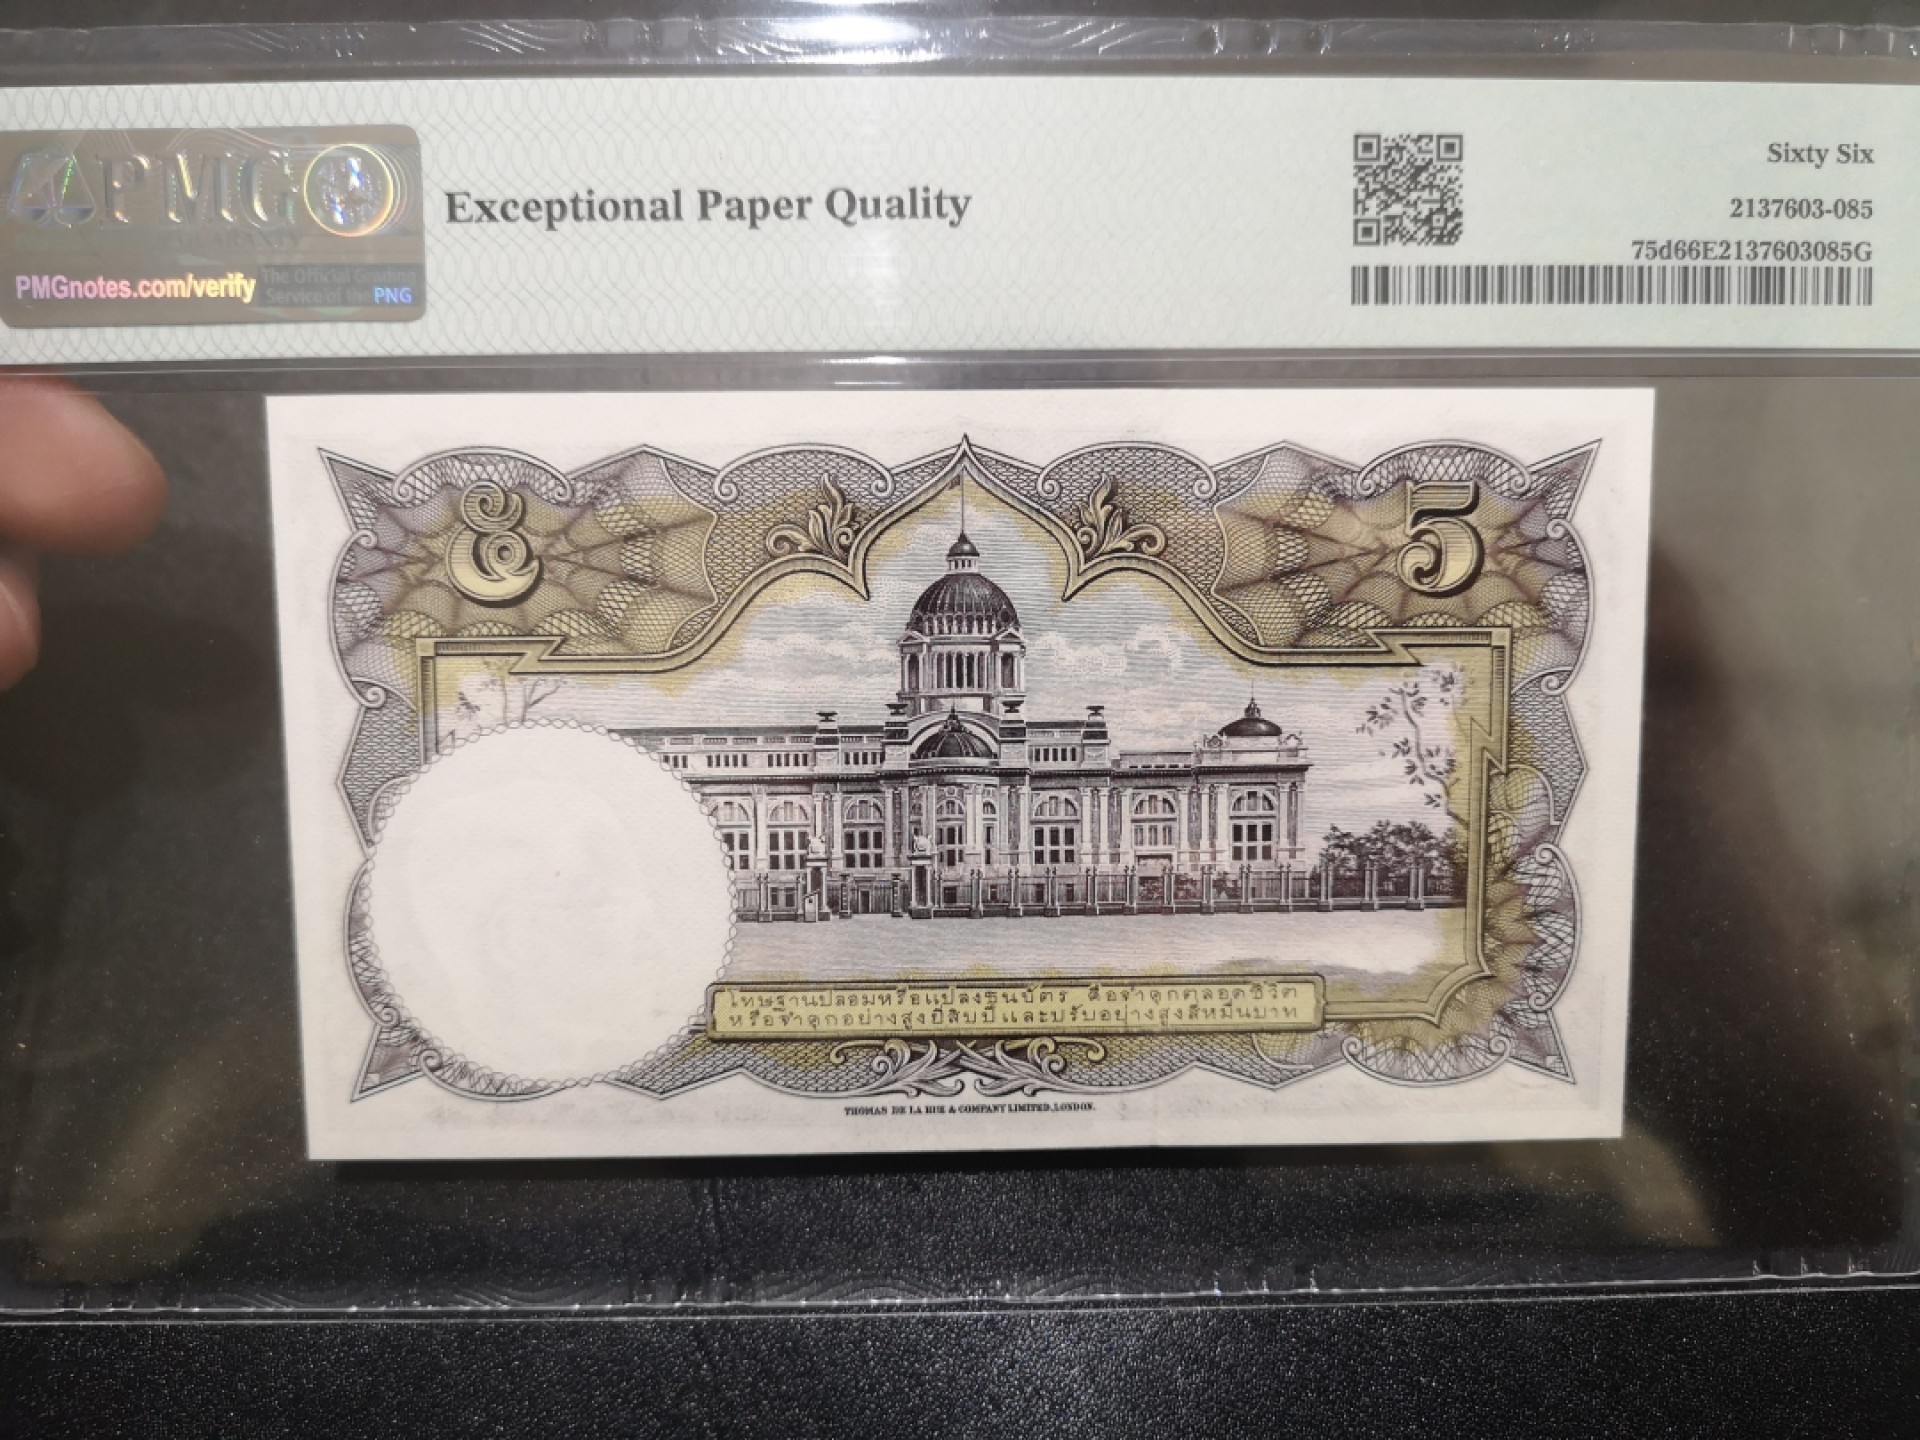 PMG
PMGnotes.com/verify
The Official Grading
Service of the PNG
Exceptional Paper Quality
Sixty Six
2137603-085
75d66E2137603085G
๕
5
โทษฐานปลอมหรือแปลงธนบัตร คือจำคุกตลอดชีวิต
หรือจำคุกอย่างสูงยี่สิบปี และปรับอย่างสูงสี่หมื่นบาท
THOMAS DE LA RUE & COMPANY LIMITED, LONDON.